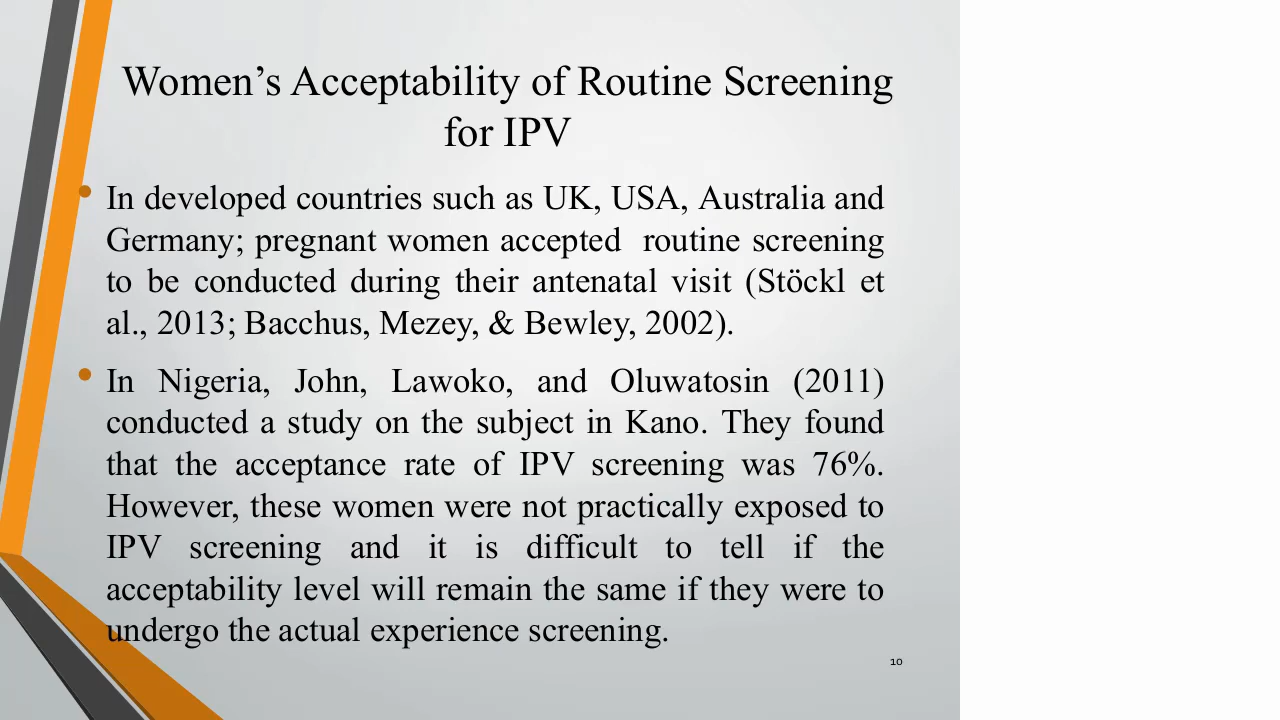 Women’s Acceptability of Routine Screening
for IPV
• In developed countries such as UK, USA, Australia and
Germany; pregnant women accepted routine screening
to be conducted during their antenatal visit (Stöckl et
al., 2013; Bacchus, Mezey, & Bewley, 2002).
• In Nigeria, John, Lawoko, and Oluwatosin (2011)
conducted a study on the subject in Kano. They found
that the acceptance rate of IPV screening was 76%.
However, these women were not practically exposed to
IPV screening and it is difficult to tell if the
acceptability level will remain the same if they were to
undergo the actual experience screening.
10